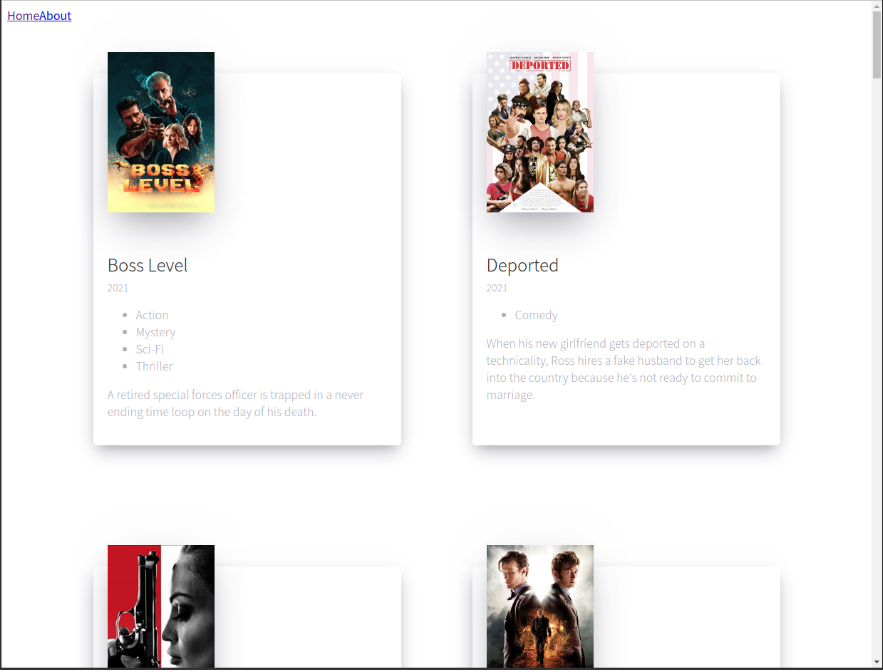 HomeAbout
BOSS
LEVEL
DEPORTED
Boss Level
2021
Action
Mystery
Sci-Fi
Thriller
A retired special forces officer is trapped in a never
ending time loop on the day of his death.
Deported
2021
Comedy
When his new girlfriend gets deported on a
technicality, Ross hires a fake husband to get her back
into the country because he's not ready to commit to
marriage.